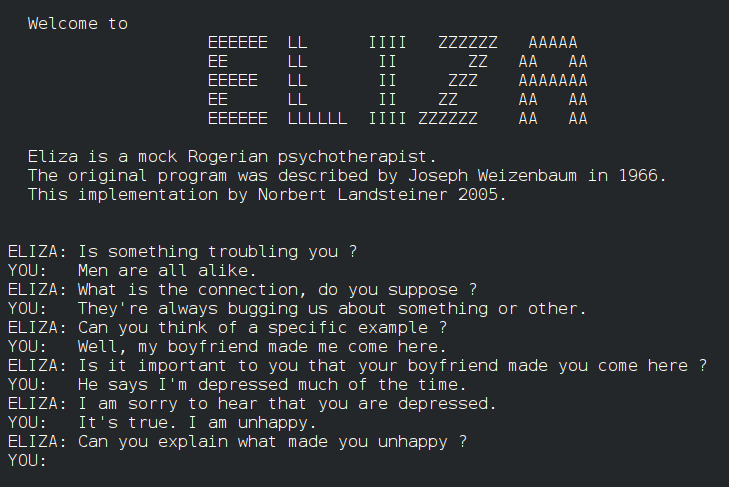 Welcome to
EEEEEE  LL      IIII   ZZZZZZ   AAAAA
EE      LL       II       ZZ   AA   AA
EEEEE   LL       II     ZZZ    AAAAAAA
EE      LL       II    ZZ      AA   AA
EEEEEE  LLLLLL  IIII ZZZZZZ    AA   AA
Eliza is a mock Rogerian psychotherapist.
The original program was described by Joseph Weizenbaum in 1966.
This implementation by Norbert Landsteiner 2005.
ELIZA: Is something troubling you ?
YOU:   Men are all alike.
ELIZA: What is the connection, do you suppose ?
YOU:   They're always bugging us about something or other.
ELIZA: Can you think of a specific example ?
YOU:   Well, my boyfriend made me come here.
ELIZA: Is it important to you that your boyfriend made you come here ?
YOU:   He says I'm depressed much of the time.
ELIZA: I am sorry to hear that you are depressed.
YOU:   It's true. I am unhappy.
ELIZA: Can you explain what made you unhappy ?
YOU: